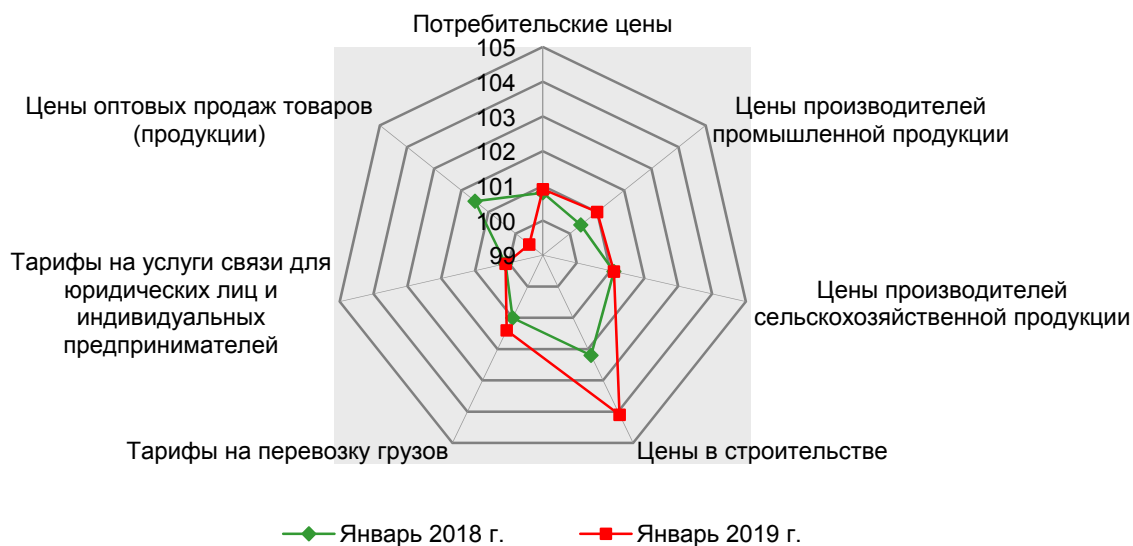 Потребительские цены
105
104
103
102
101
100
99
Цены производителей
промышленной продукции
Цены производителей
сельскохозяйственной продукции
Цены в строительстве
Тарифы на перевозку грузов
Тарифы на услуги связи для
юридических лиц и
индивидуальных
предпринимателей
Цены оптовых продаж товаров
(продукции)
Январь 2018 г.
Январь 2019 г.